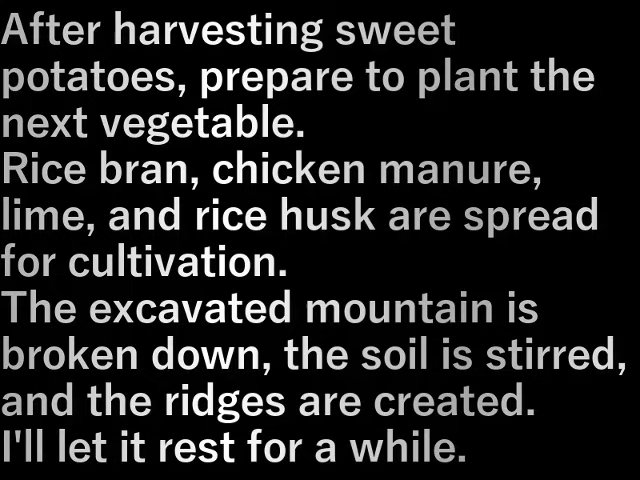 After harvesting sweet
potatoes, prepare to plant the
next vegetable.
Rice bran, chicken manure,
lime, and rice husk are spread
for cultivation.
The excavated mountain is
broken down, the soil is stirred,
and the ridges are created.
I'll let it rest for a while.